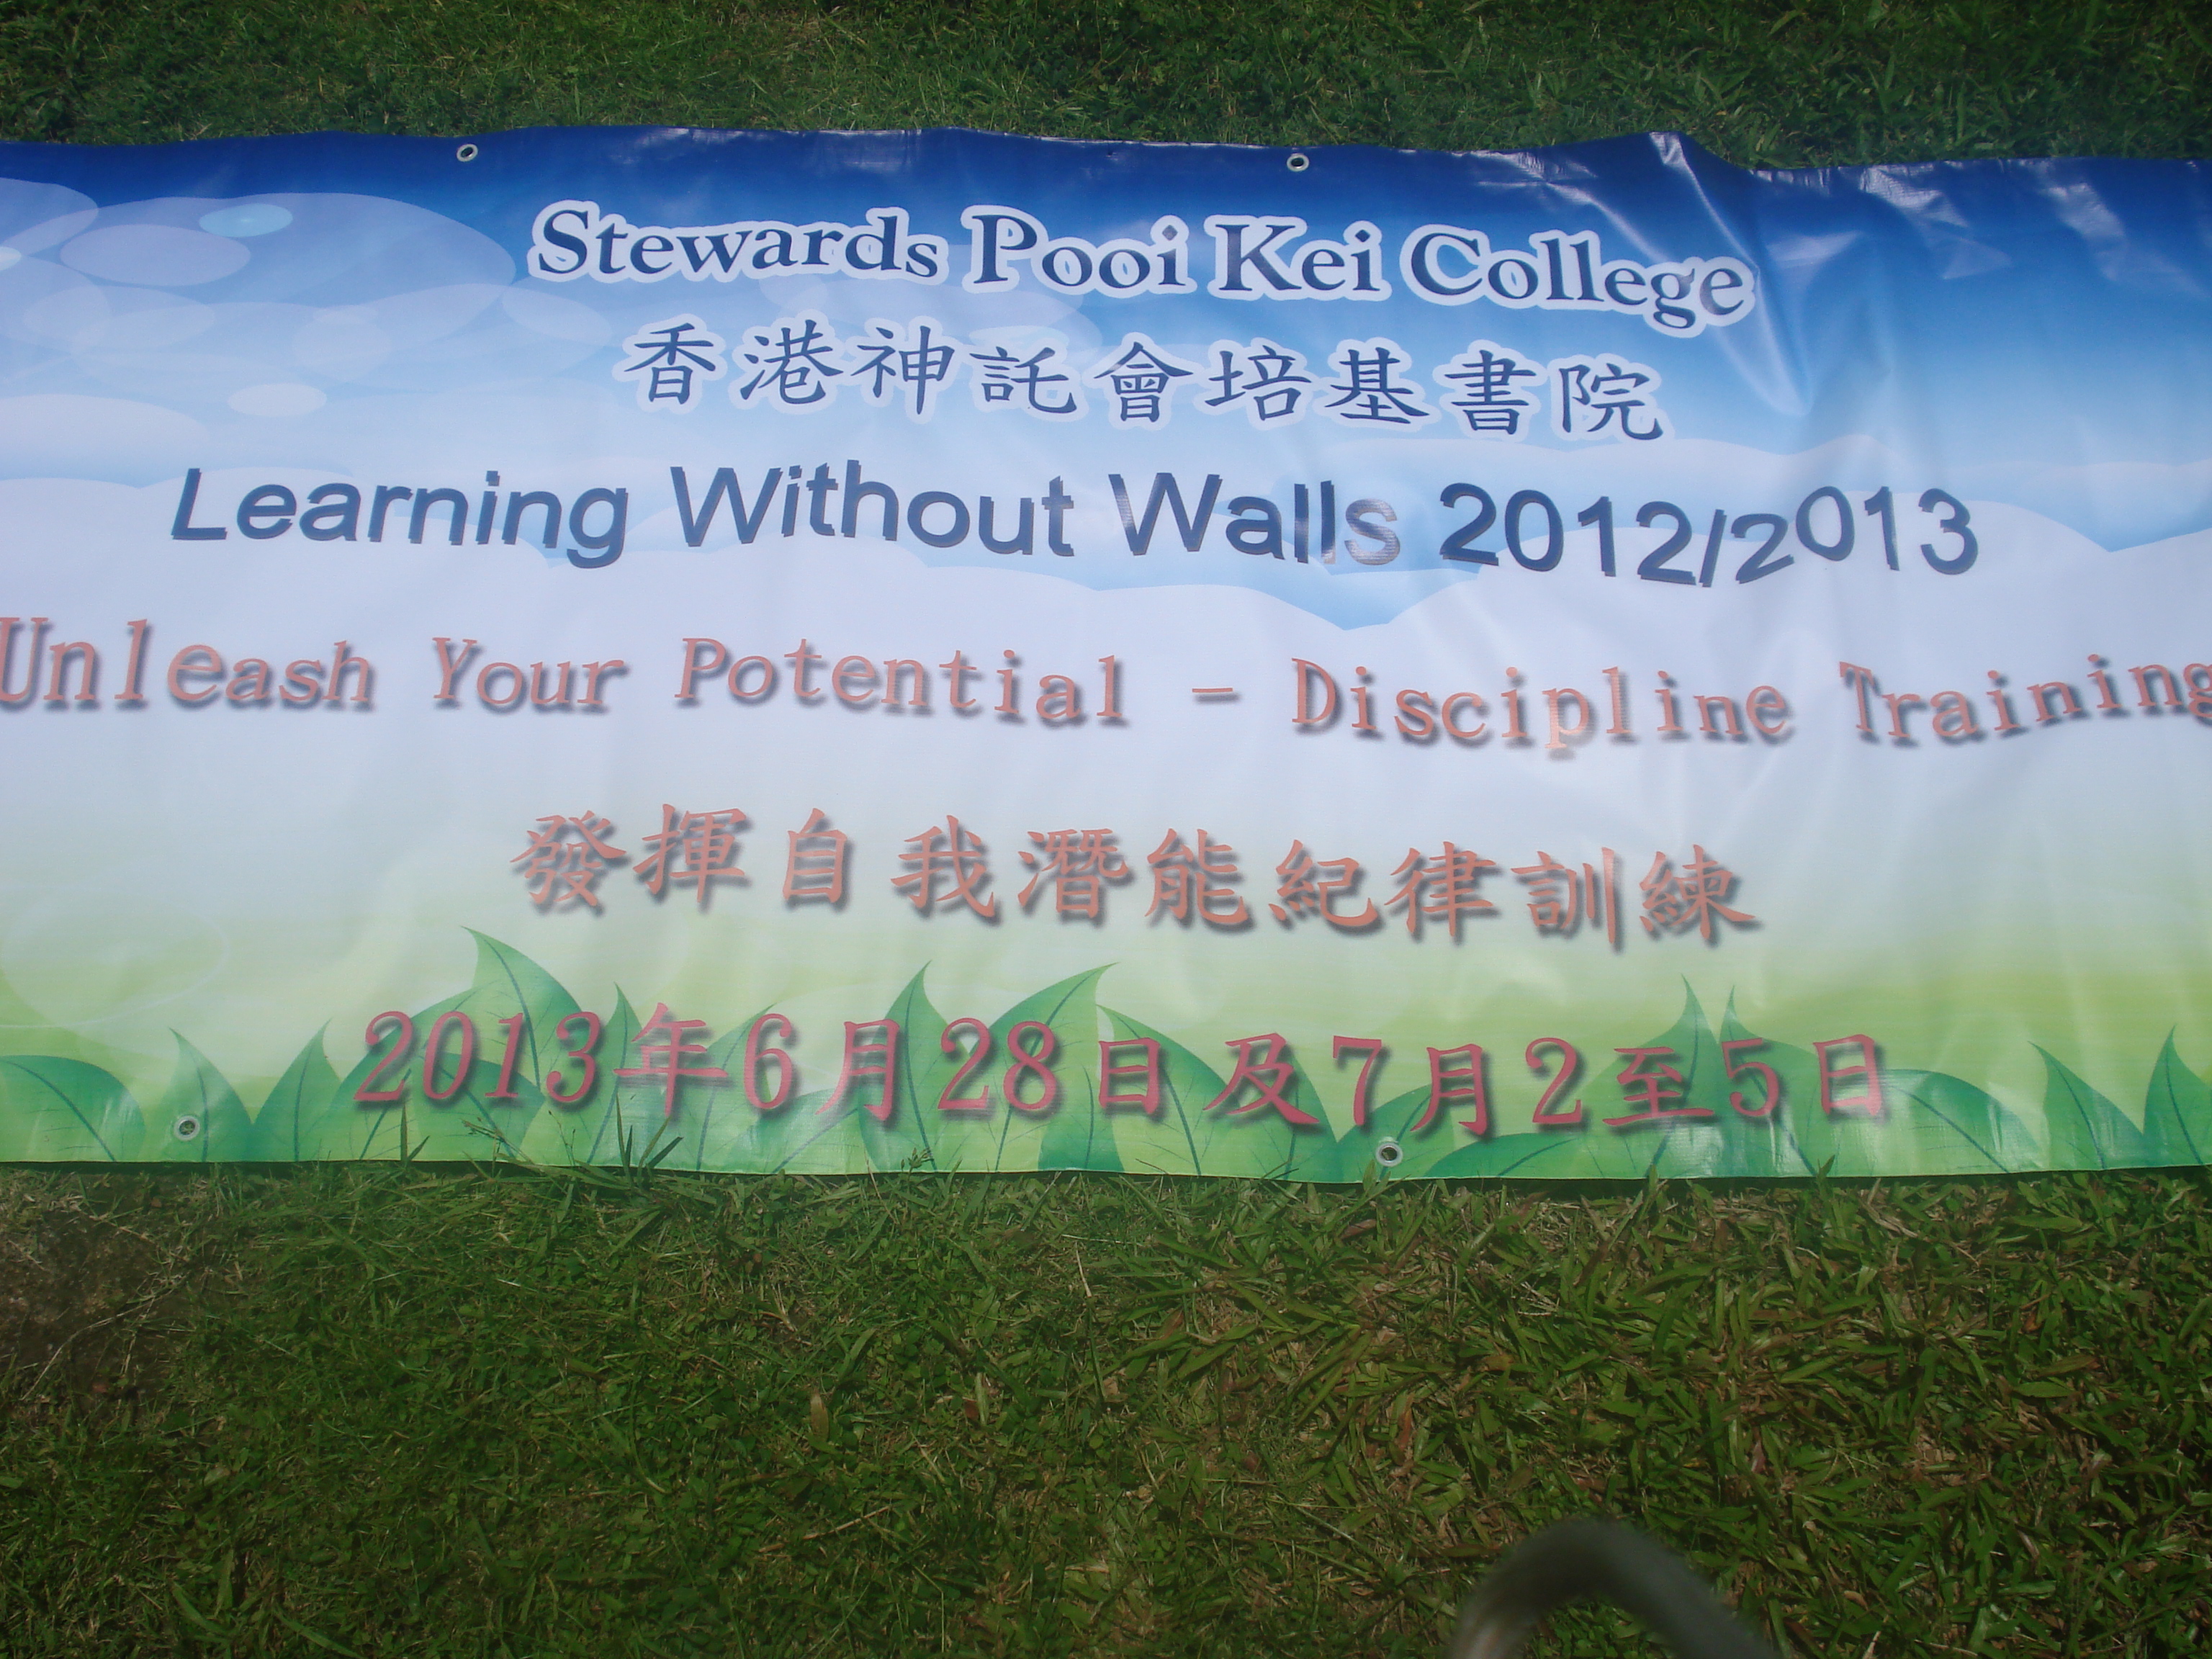 Stewards Pooi Kei College
香港神託會培基書院
Learning Without Walls 2012/2013
Unleash Your Potential - Discipline Training
發揮自我潛能紀律訓練
2013年6月28日及7月2至5日